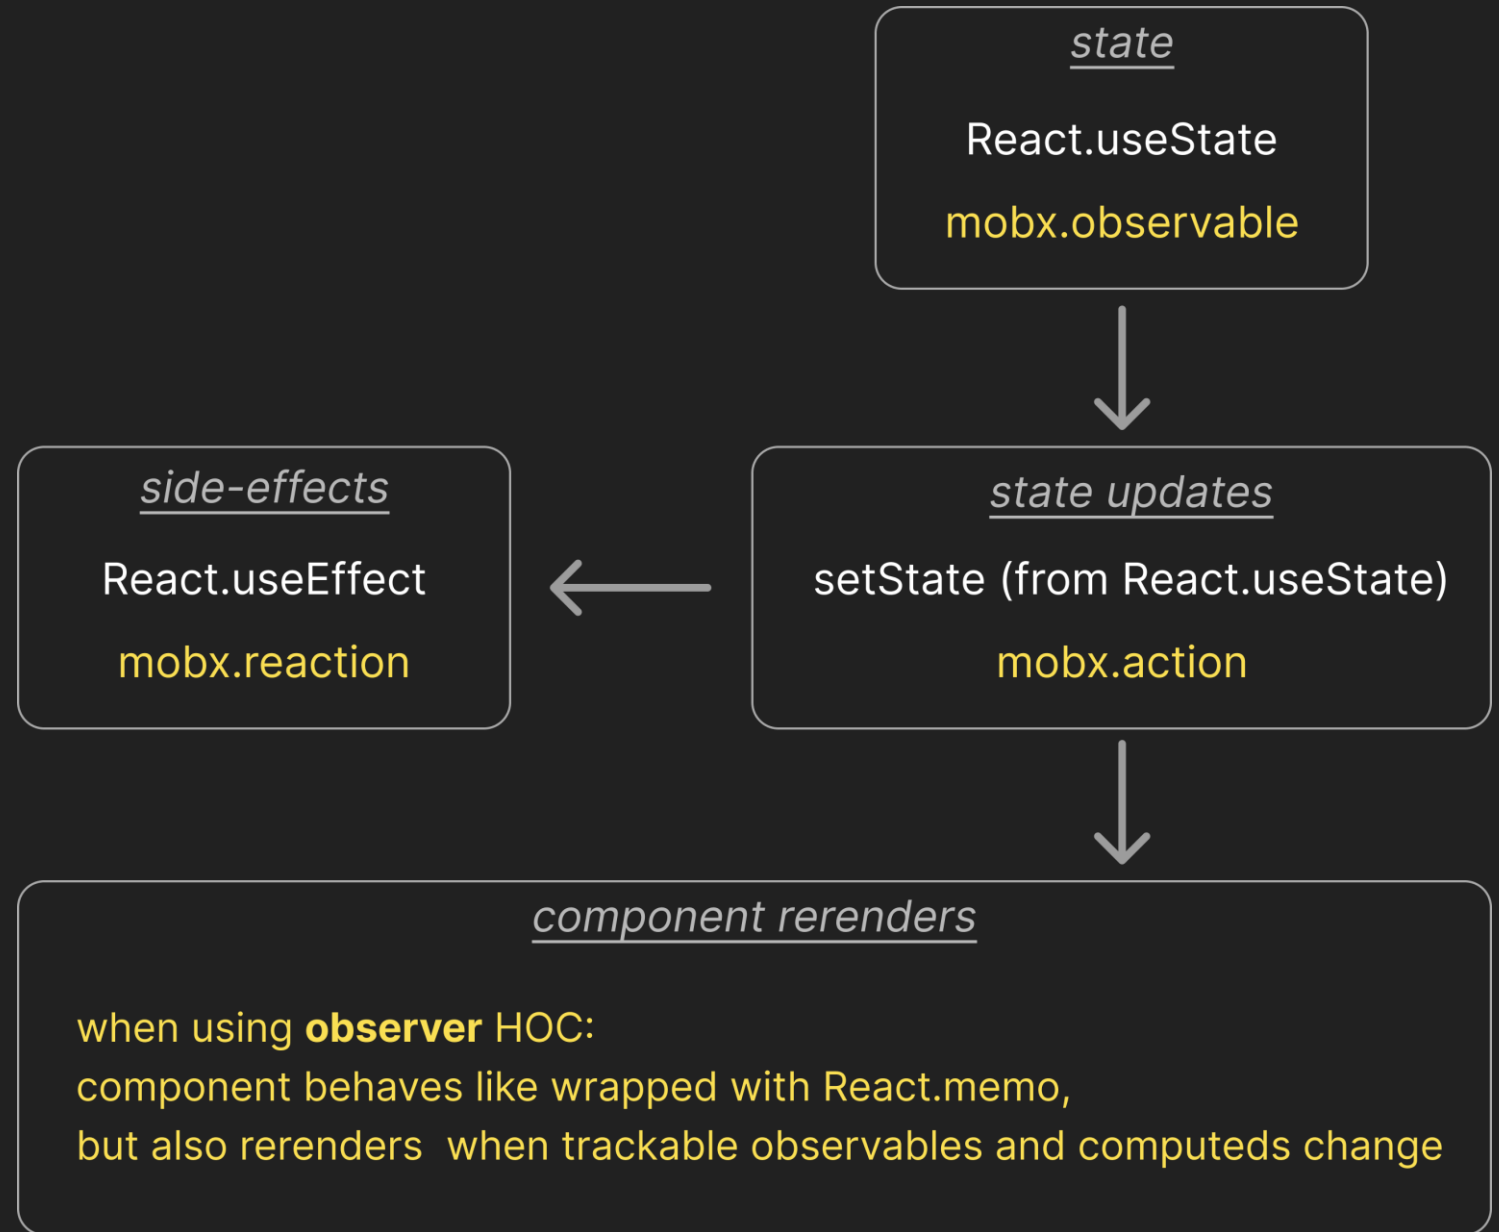 state
React.useState
mobx.observable
side-effects
React.useEffect
mobx.reaction
state updates
setState (from React.useState)
mobx.action
component rerenders
when using observer HOC:
component behaves like wrapped with React.memo,
but also rerenders  when trackable observables and computeds change